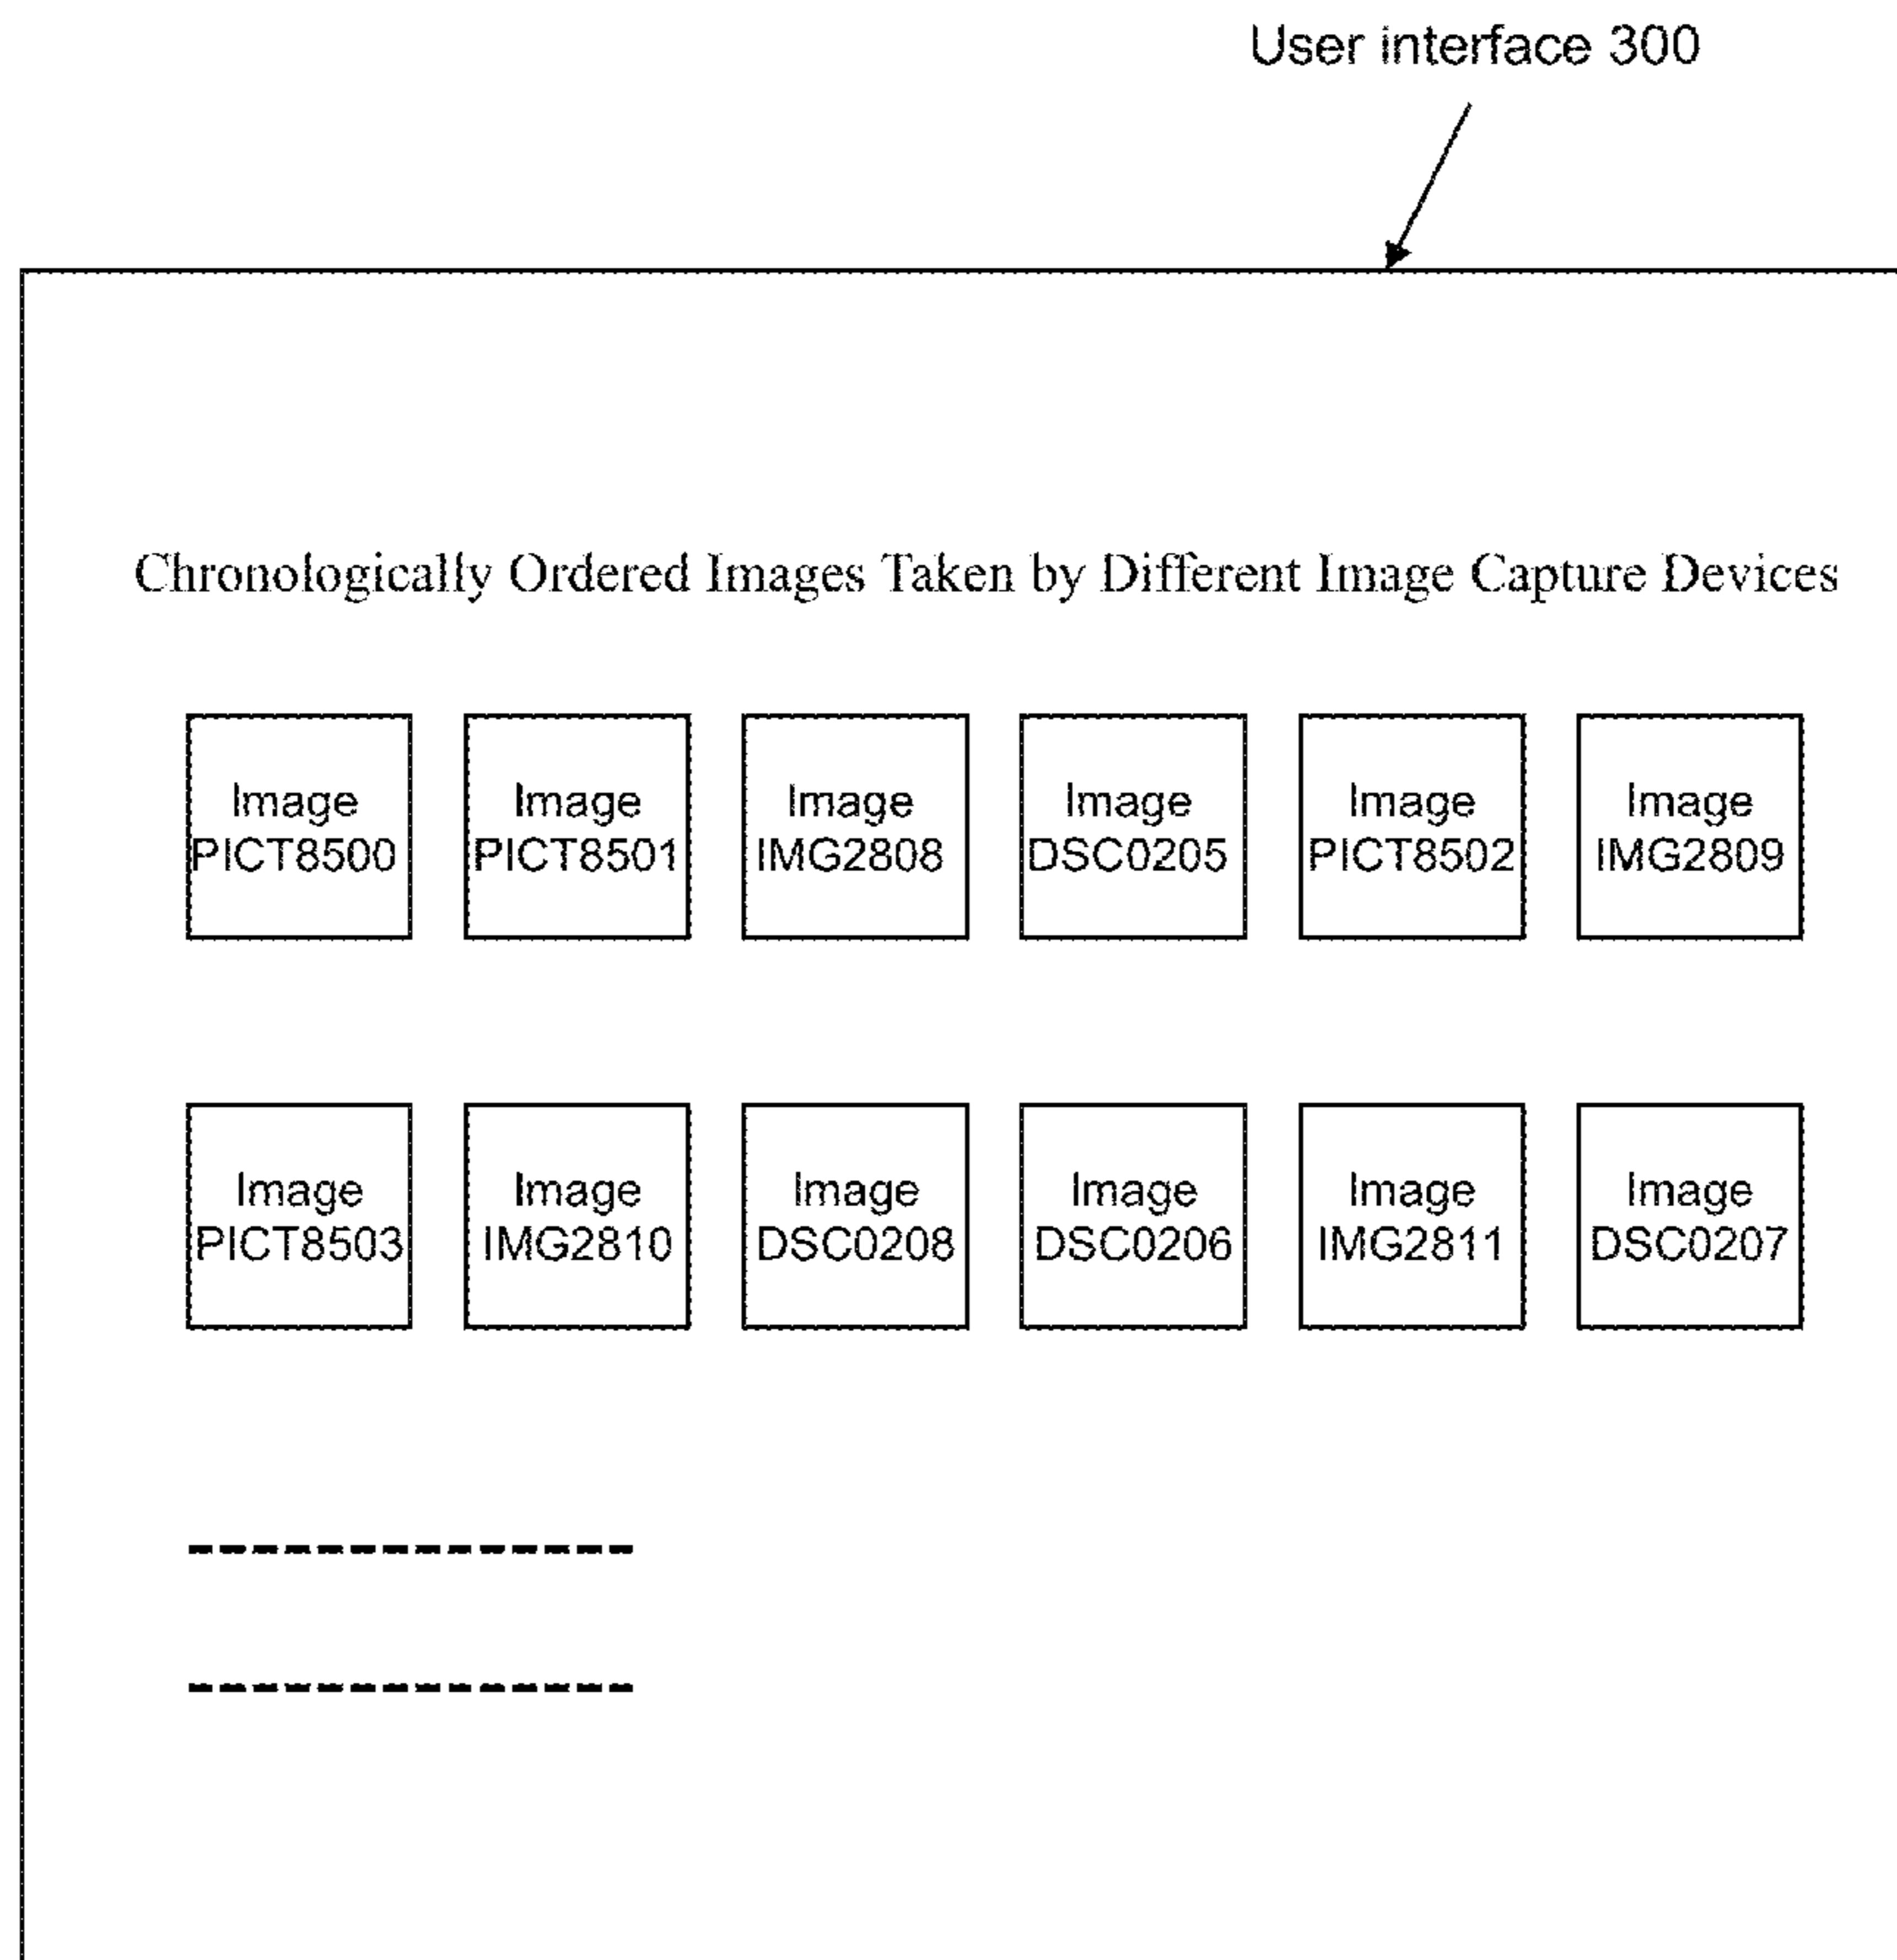 User interface 300
Chronologically Ordered Images Taken by Different Image Capture Devices
Image
PICT8500
Image
PICT8501
Image
IMG2808
Image
DSC0205
Image
PICT8502
Image
IMG2809
Image
PICT8503
Image
IMG2810
Image
DSC0208
Image
DSC0206
Image
IMG2811
Image
DSC0207